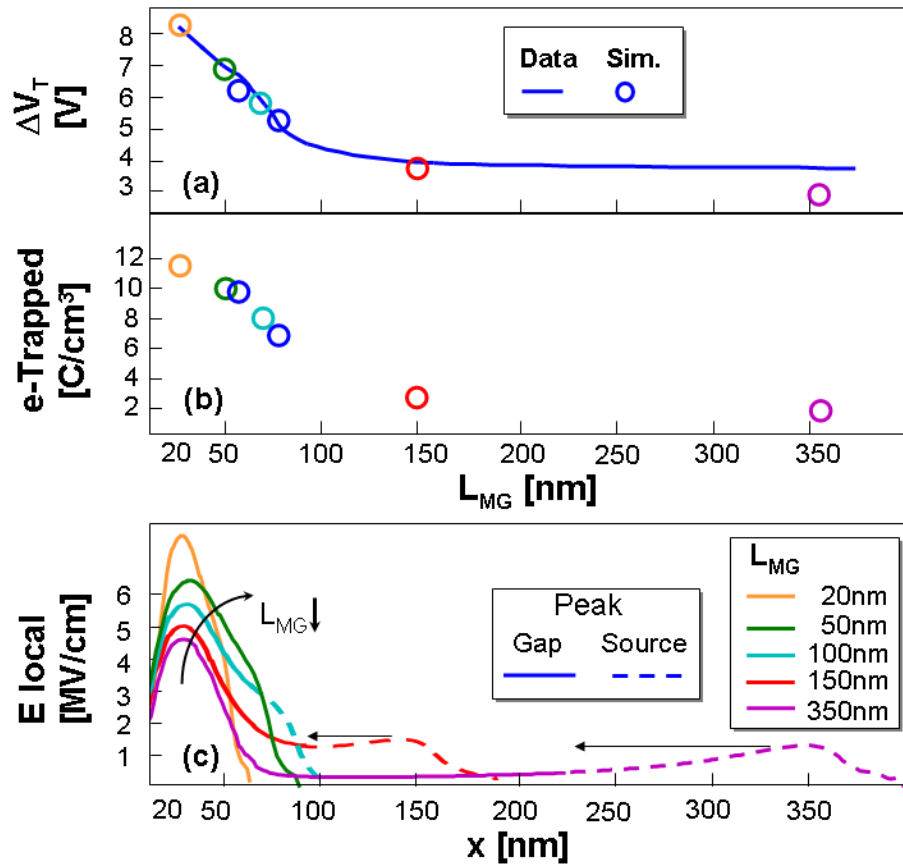 8
7
6
5
4
3
ΔV_T
[V]
Data Sim.
(a)
12
10
8
6
4
2
e-Trapped
[C/cm³]
(b)
20 50 100 150 200 250 300 350
L_MG [nm]
6
5
4
3
2
1
E local
[MV/cm]
L_MG↓
Peak
Gap Source
L_MG
20nm
50nm
100nm
150nm
350nm
(c)
20 50 100 150 200 250 300 350
x [nm]